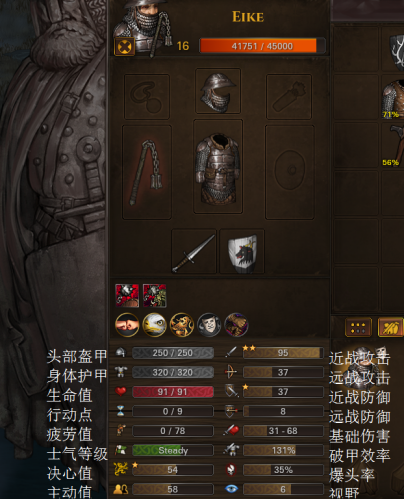 Eike
16
41751 / 45000
71%
56%
头部盔甲 250 / 250 95 近战攻击
身体护甲 320 / 320 37 远战攻击
生命值 91 / 91 37 近战防御
行动点 0 / 9 8 远战防御
疲劳值 0 / 78 31 - 68 基础伤害
士气等级 Steady 131% 破甲效率
决心值 54 35% 爆头率
主动值 58 6 视野